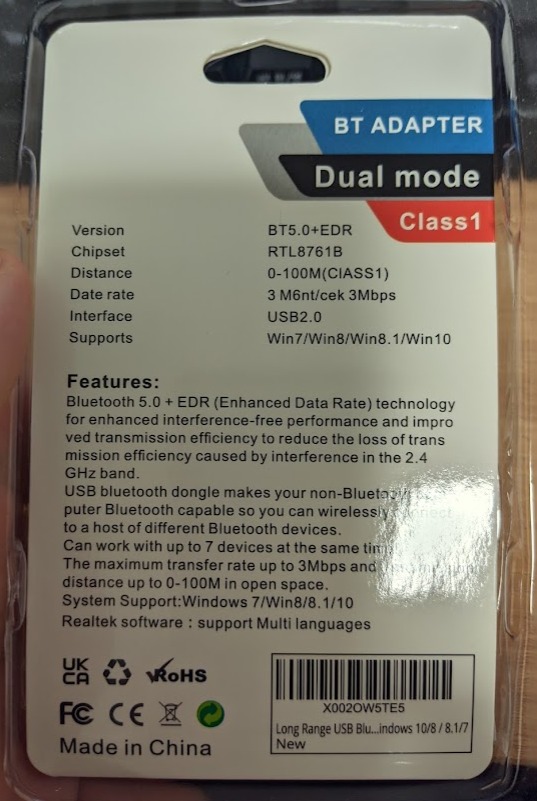 BT ADAPTER
Dual mode
Class1
Version BT5.0+EDR
Chipset RTL8761B
Distance 0-100M(CIASS1)
Date rate 3 M6nt/cek 3Mbps
Interface USB2.0
Supports Win7/Win8/Win8.1/Win10
Features:
Bluetooth 5.0 + EDR (Enhanced Data Rate) technology
for enhanced interference-free performance and impro
ved transmission efficiency to reduce the loss of trans
mission efficiency caused by interference in the 2.4
GHz band.
USB bluetooth dongle makes your
puter Bluetooth capable so you can wirelessly
to a host of different Bluetooth devices.
Can work with up to 7 devices at the same
The maximum transfer rate up to 3Mbps and
distance up to 0-100M in open space.
System Support:Windows 7/Win8/8.1/10
Realtek software : support Multi languages
UK
CA RoHS
FC CE
Made in China
X002OW5TE5
Long Range USB Blu...indows 10/8 / 8.1/7
New